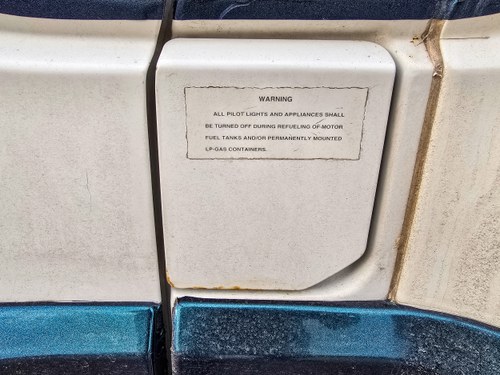 WARNING
ALL PILOT LIGHTS AND APPLIANCES SHALL
BE TURNED OFF DURING REFUELING OF MOTOR
FUEL TANKS AND/OR PERMANENTLY MOUNTED
LP-GAS CONTAINERS.